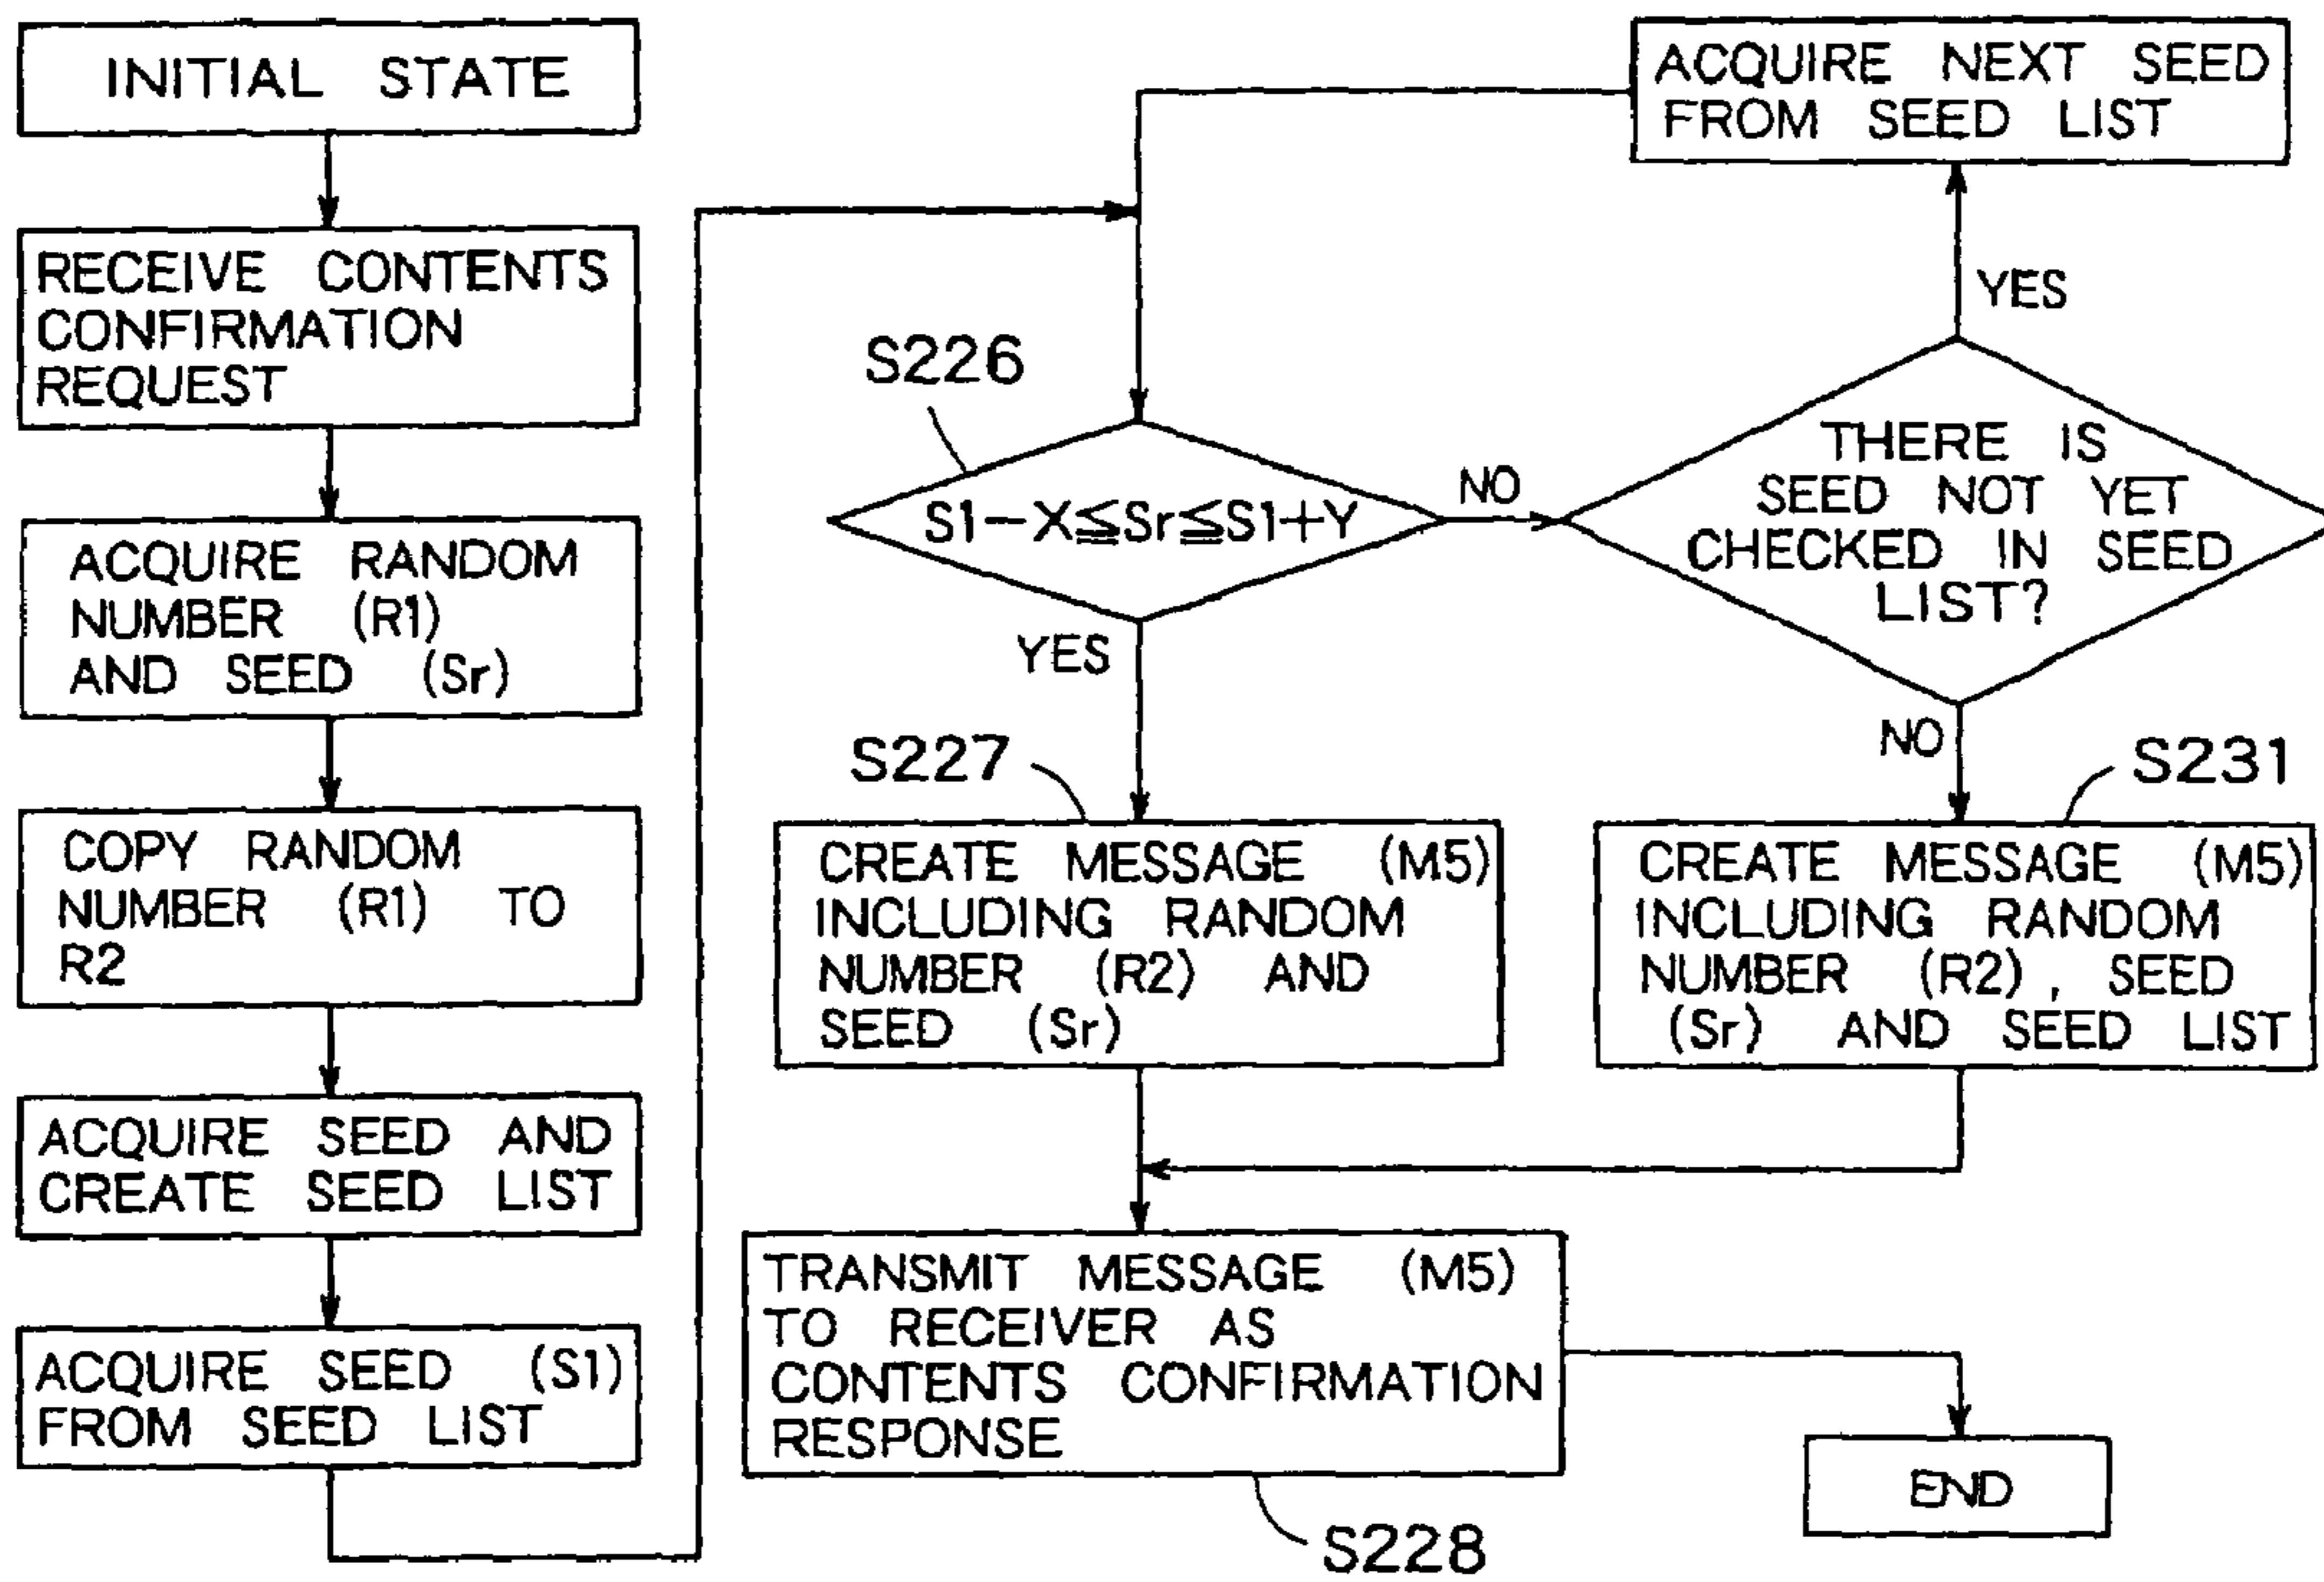 INITIAL STATE
RECEIVE CONTENTS
CONFIRMATION
REQUEST
ACQUIRE RANDOM
NUMBER (R1)
AND SEED (Sr)
COPY RANDOM
NUMBER (R1) TO
R2
ACQUIRE SEED AND
CREATE SEED LIST
ACQUIRE SEED (S1)
FROM SEED LIST
ACQUIRE NEXT SEED
FROM SEED LIST
YES
S226
S1-X≦Sr≦S1+Y
NO
THERE IS
SEED NOT YET
CHECKED IN SEED
LIST?
YES
NO
S227
CREATE MESSAGE (M5)
INCLUDING RANDOM
NUMBER (R2) AND
SEED (Sr)
S231
CREATE MESSAGE (M5)
INCLUDING RANDOM
NUMBER (R2), SEED
(Sr) AND SEED LIST
TRANSMIT MESSAGE (M5)
TO RECEIVER AS
CONTENTS CONFIRMATION
RESPONSE
S228
END